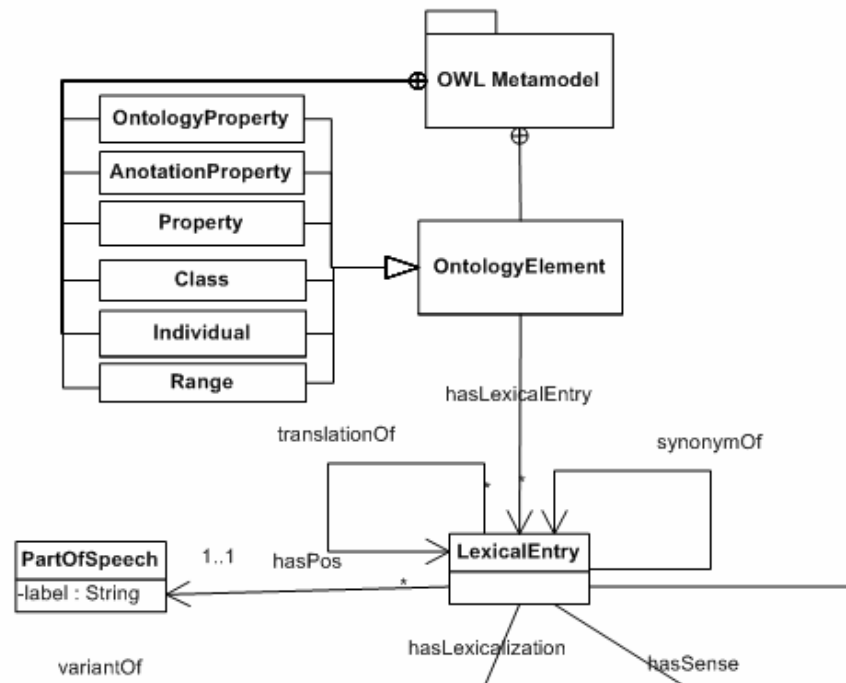 OWL Metamodel
OntologyProperty
AnotationProperty
Property
Class
Individual
Range
OntologyElement
hasLexicalEntry
translationOf
synonymOf
*
*
PartOfSpeech
-label : String
1..1
hasPos
*
LexicalEntry
hasLexicalization
hasSense
variantOf